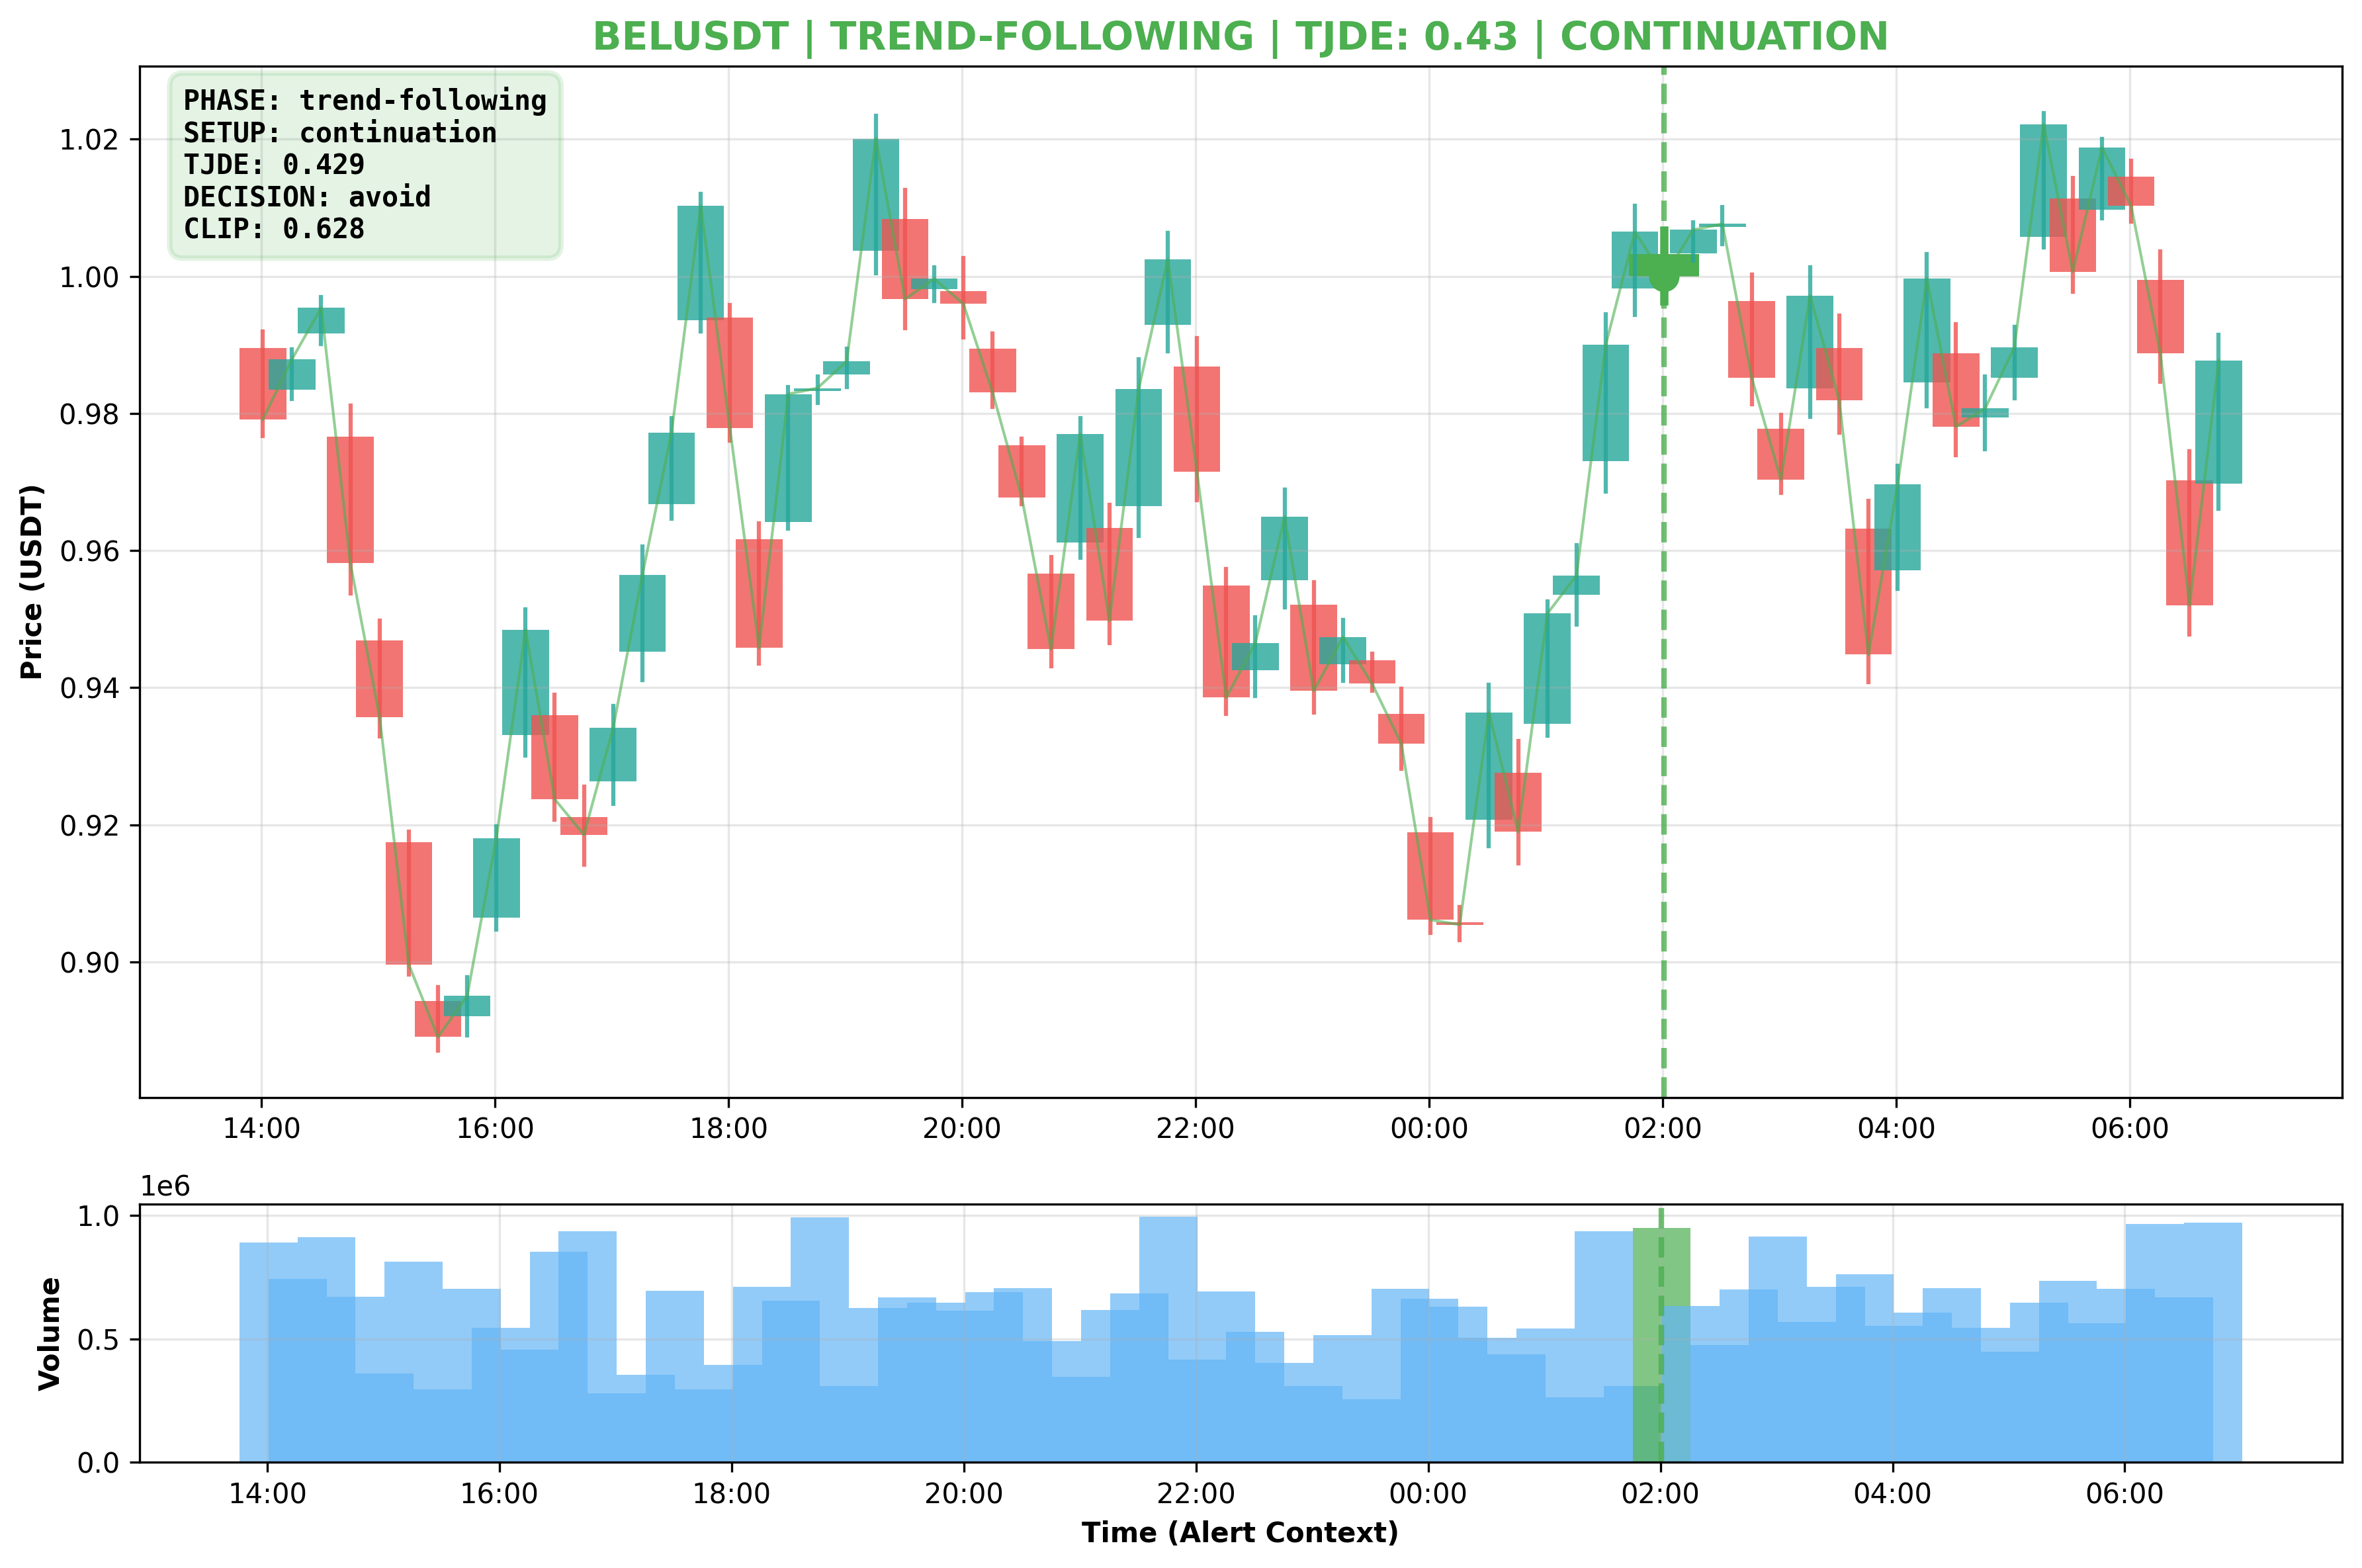 BELUSDT | TREND-FOLLOWING | TJDE: 0.43 | CONTINUATION
PHASE: trend-following
SETUP: continuation
TJDE: 0.429
DECISION: avoid
CLIP: 0.628
Price (USDT)
1.02
1.00
0.98
0.96
0.94
0.92
0.90
14:00 16:00 18:00 20:00 22:00 00:00 02:00 04:00 06:00
1e6
Volume
1.0
0.5
0.0
14:00 16:00 18:00 20:00 22:00 00:00 02:00 04:00 06:00
Time (Alert Context)